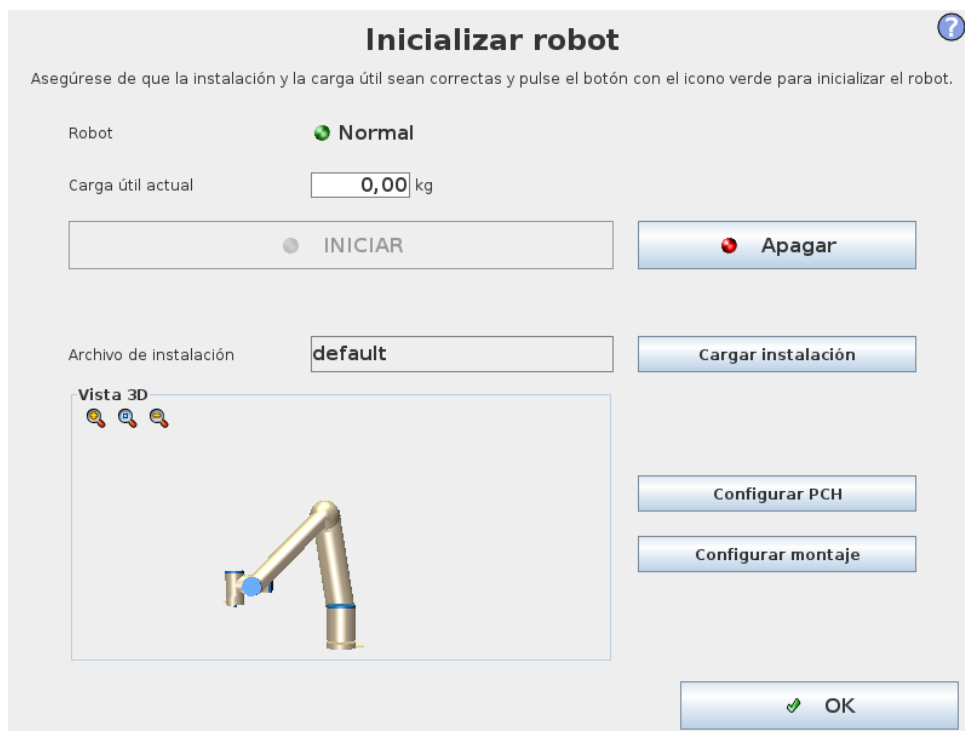 Inicializar robot
?
Asegúrese de que la instalación y la carga útil sean correctas y pulse el botón con el icono verde para inicializar el robot.
Robot
Normal
Carga útil actual
0,00 kg
INICIAR
Apagar
Archivo de instalación
default
Cargar instalación
Vista 3D
Configurar PCH
Configurar montaje
OK